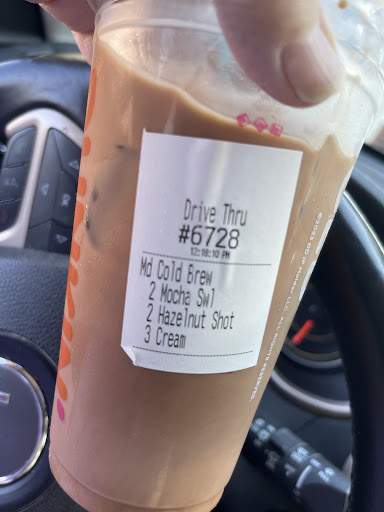 Drive Thru
#6728
12:18:10 PM
Md Cold Brew
2 Mocha Swl
2 Hazelnut Shot
3 Cream